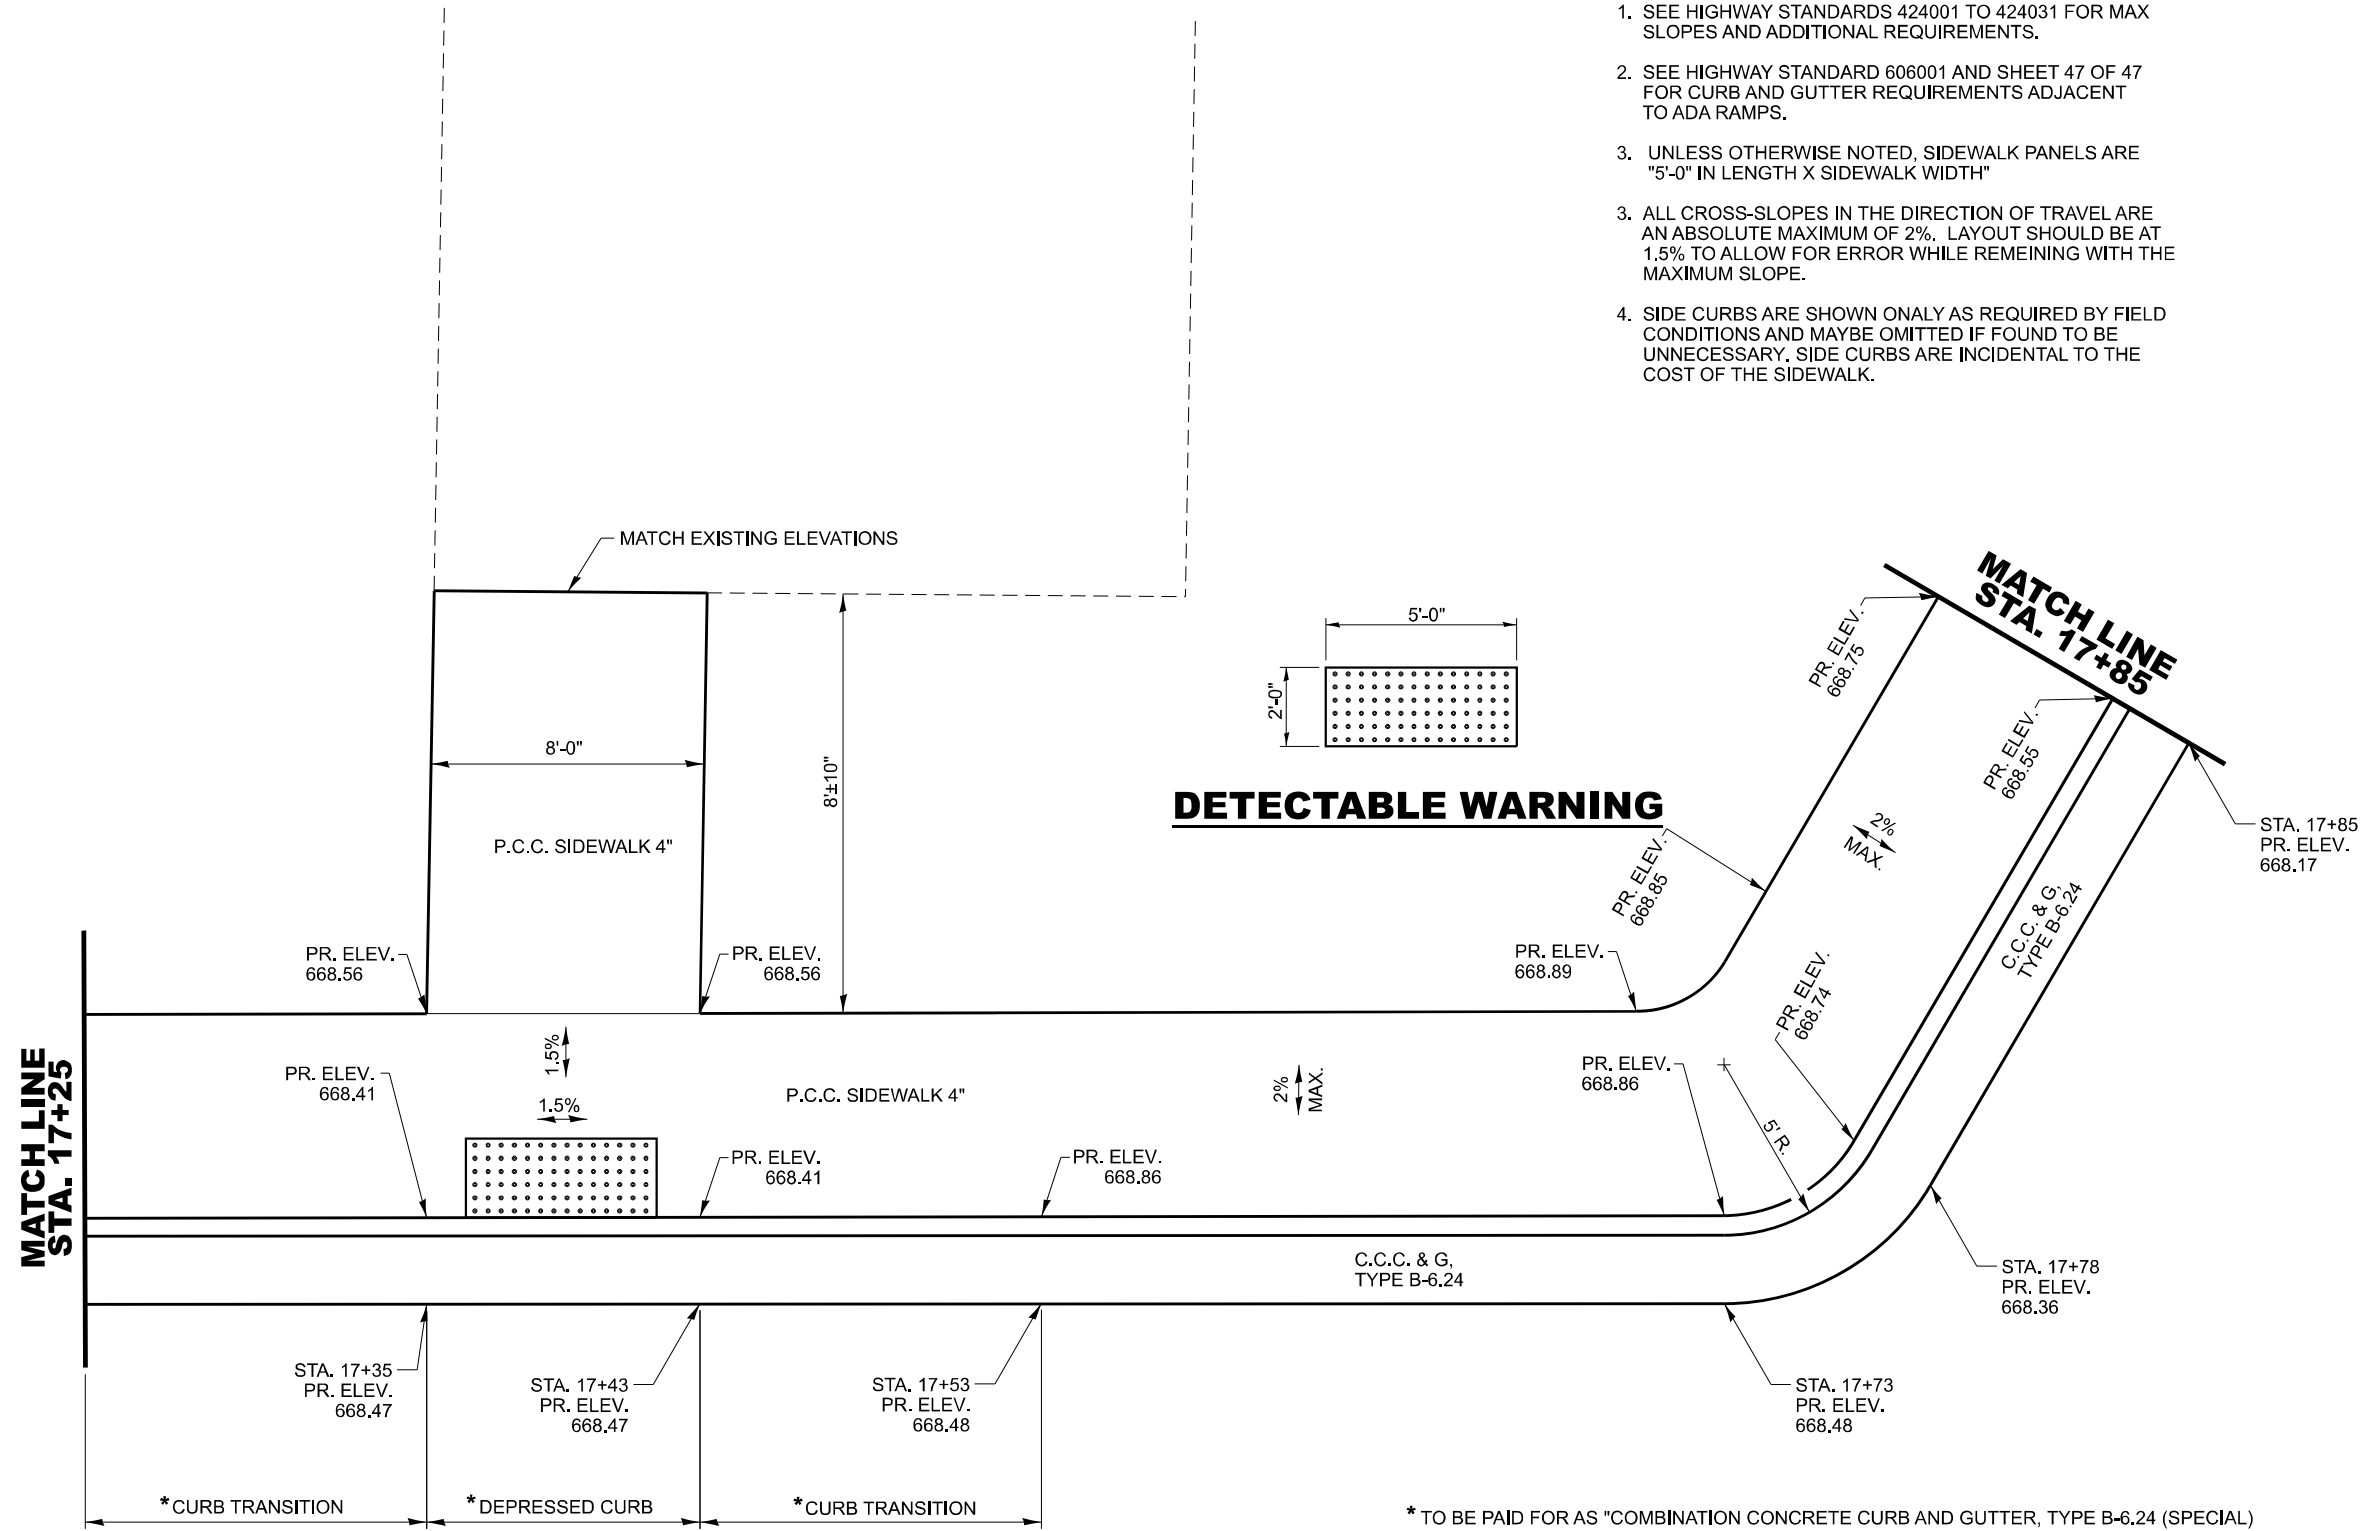 1. SEE HIGHWAY STANDARDS 424001 TO 424031 FOR MAX
SLOPES AND ADDITIONAL REQUIREMENTS.
2. SEE HIGHWAY STANDARD 606001 AND SHEET 47 OF 47
FOR CURB AND GUTTER REQUIREMENTS ADJACENT
TO ADA RAMPS.
3. UNLESS OTHERWISE NOTED, SIDEWALK PANELS ARE
"5'-0" IN LENGTH X SIDEWALK WIDTH"
3. ALL CROSS-SLOPES IN THE DIRECTION OF TRAVEL ARE
AN ABSOLUTE MAXIMUM OF 2%. LAYOUT SHOULD BE AT
1.5% TO ALLOW FOR ERROR WHILE REMEINING WITH THE
MAXIMUM SLOPE.
4. SIDE CURBS ARE SHOWN ONALY AS REQUIRED BY FIELD
CONDITIONS AND MAYBE OMITTED IF FOUND TO BE
UNNECESSARY. SIDE CURBS ARE INCIDENTAL TO THE
COST OF THE SIDEWALK.
MATCH EXISTING ELEVATIONS
8'-0"
8'±10"
P.C.C. SIDEWALK 4"
5'-0"
2'-0"
DETECTABLE WARNING
MATCH LINE
STA. 17+85
PR. ELEV.
668.75
PR. ELEV.
668.55
2%
MAX.
STA. 17+85
PR. ELEV.
668.17
PR. ELEV.
668.85
C.C.C. & G,
TYPE B-6.24
PR. ELEV.
668.56
PR. ELEV.
668.56
PR. ELEV.
668.89
PR. ELEV.
668.74
MATCH LINE
STA. 17+25
1.5%
1.5%
PR. ELEV.
668.41
P.C.C. SIDEWALK 4"
2%
MAX.
PR. ELEV.
668.86
5' R.
PR. ELEV.
668.41
PR. ELEV.
668.86
C.C.C. & G,
TYPE B-6.24
STA. 17+78
PR. ELEV.
668.36
STA. 17+35
PR. ELEV.
668.47
STA. 17+43
PR. ELEV.
668.47
STA. 17+53
PR. ELEV.
668.48
STA. 17+73
PR. ELEV.
668.48
* CURB TRANSITION
* DEPRESSED CURB
* CURB TRANSITION
* TO BE PAID FOR AS "COMBINATION CONCRETE CURB AND GUTTER, TYPE B-6.24 (SPECIAL)